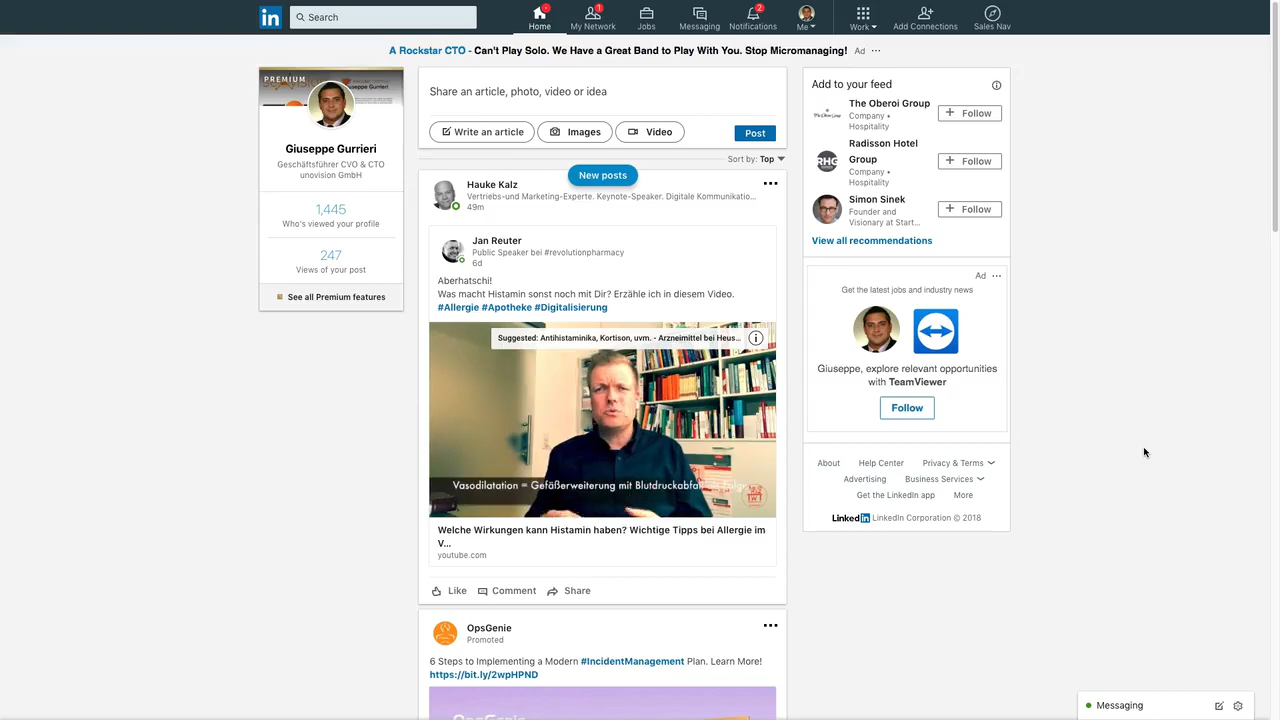 in
Search
Home
1
My Network
Jobs
Messaging
2
Notifications
Me
Work
Add Connections
Sales Nav
A Rockstar CTO - Can't Play Solo. We Have a Great Band to Play With You. Stop Micromanaging! Ad
PREMIUM
Giuseppe Gurrieri
Geschäftsführer CVO & CTO
unovision GmbH
1,445
Who's viewed your profile
247
Views of your post
See all Premium features
Share an article, photo, video or idea
Write an article
Images
Video
Post
Sort by: Top
New posts
Hauke Kalz
Vertriebs-und Marketing-Experte. Keynote-Speaker. Digitale Kommunikatio...
49m
Jan Reuter
Public Speaker bei #revolutionpharmacy
6d
Aberhatschi!
Was macht Histamin sonst noch mit Dir? Erzähle ich in diesem Video.
#Allergie #Apotheke #Digitalisierung
Suggested: Antihistaminika, Kortison, uvm. - Arzneimittel bei Heus...
Vasodilatation = Gefäßerweiterung mit Blutdruckabfall
Welche Wirkungen kann Histamin haben? Wichtige Tipps bei Allergie im
V...
youtube.com
Like
Comment
Share
OpsGenie
Promoted
6 Steps to Implementing a Modern #IncidentManagement Plan. Learn More!
https://bit.ly/2wpHPND
OpsGenie
Add to your feed
The Oberoi Group
Company •
Hospitality
Follow
RHG
Radisson Hotel
Group
Company •
Hospitality
Follow
Simon Sinek
Founder and
Visionary at Start...
Follow
View all recommendations
Ad
Get the latest jobs and industry news
Giuseppe, explore relevant opportunities
with TeamViewer
Follow
About
Help Center
Privacy & Terms
Advertising
Business Services
Get the LinkedIn app
More
LinkedIn LinkedIn Corporation © 2018
Messaging